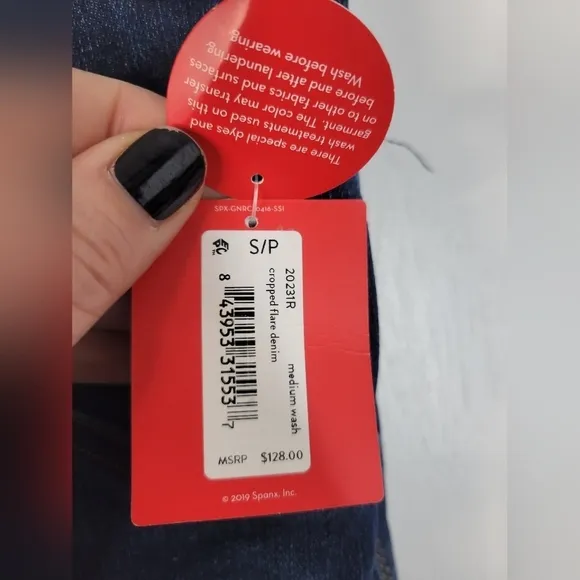 There are special dyes and
wash treatments used on this
garment. The color may transfer
on to other fabrics and surfaces
before and after laundering
Wash before wearing.
S/P
20231R
cropped flare denim
medium wash
8 43953 31553 7
MSRP $128.00
© 2019 Spanx, Inc.